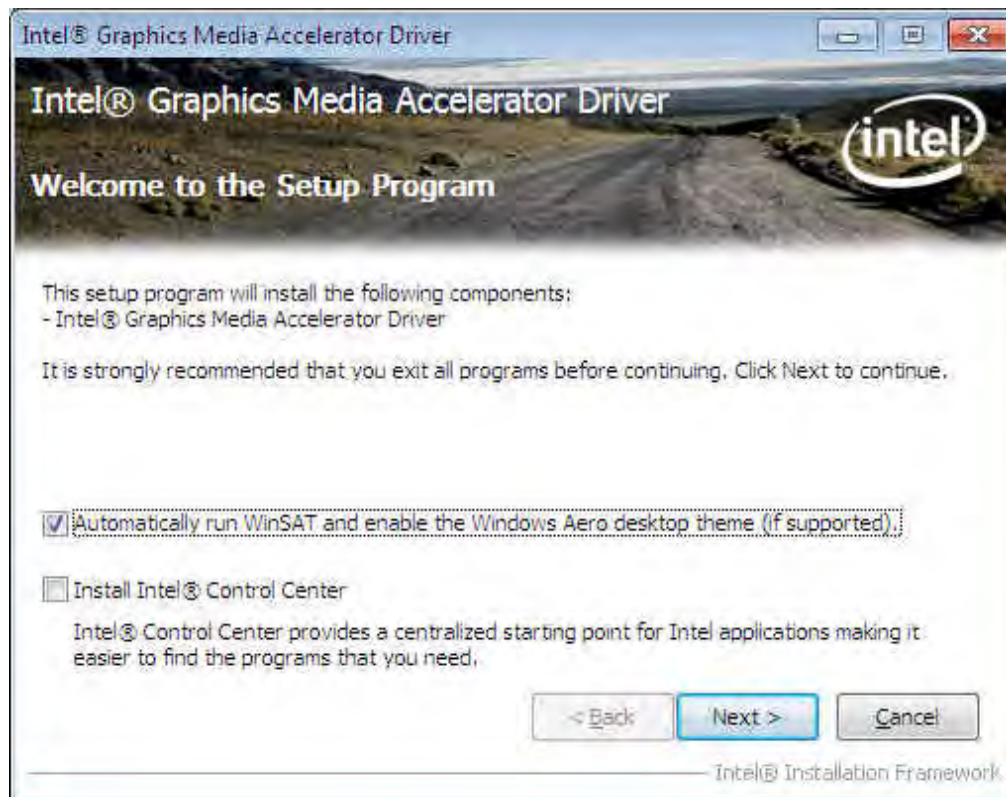 Intel® Graphics Media Accelerator Driver
Intel® Graphics Media Accelerator Driver
intel
Welcome to the Setup Program
This setup program will install the following components:
- Intel® Graphics Media Accelerator Driver
It is strongly recommended that you exit all programs before continuing. Click Next to continue.
Automatically run WinSAT and enable the Windows Aero desktop theme (if supported).
Install Intel® Control Center
Intel® Control Center provides a centralized starting point for Intel applications making it
easier to find the programs that you need.
< Back Next > Cancel
Intel® Installation Framework